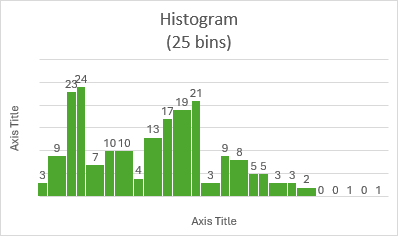 Histogram
(25 bins)
Axis Title
3 9 23 24 7 10 10 4 13 17 19 21 3 9 8 5 5 3 3 2 0 0 1 0 1
Axis Title